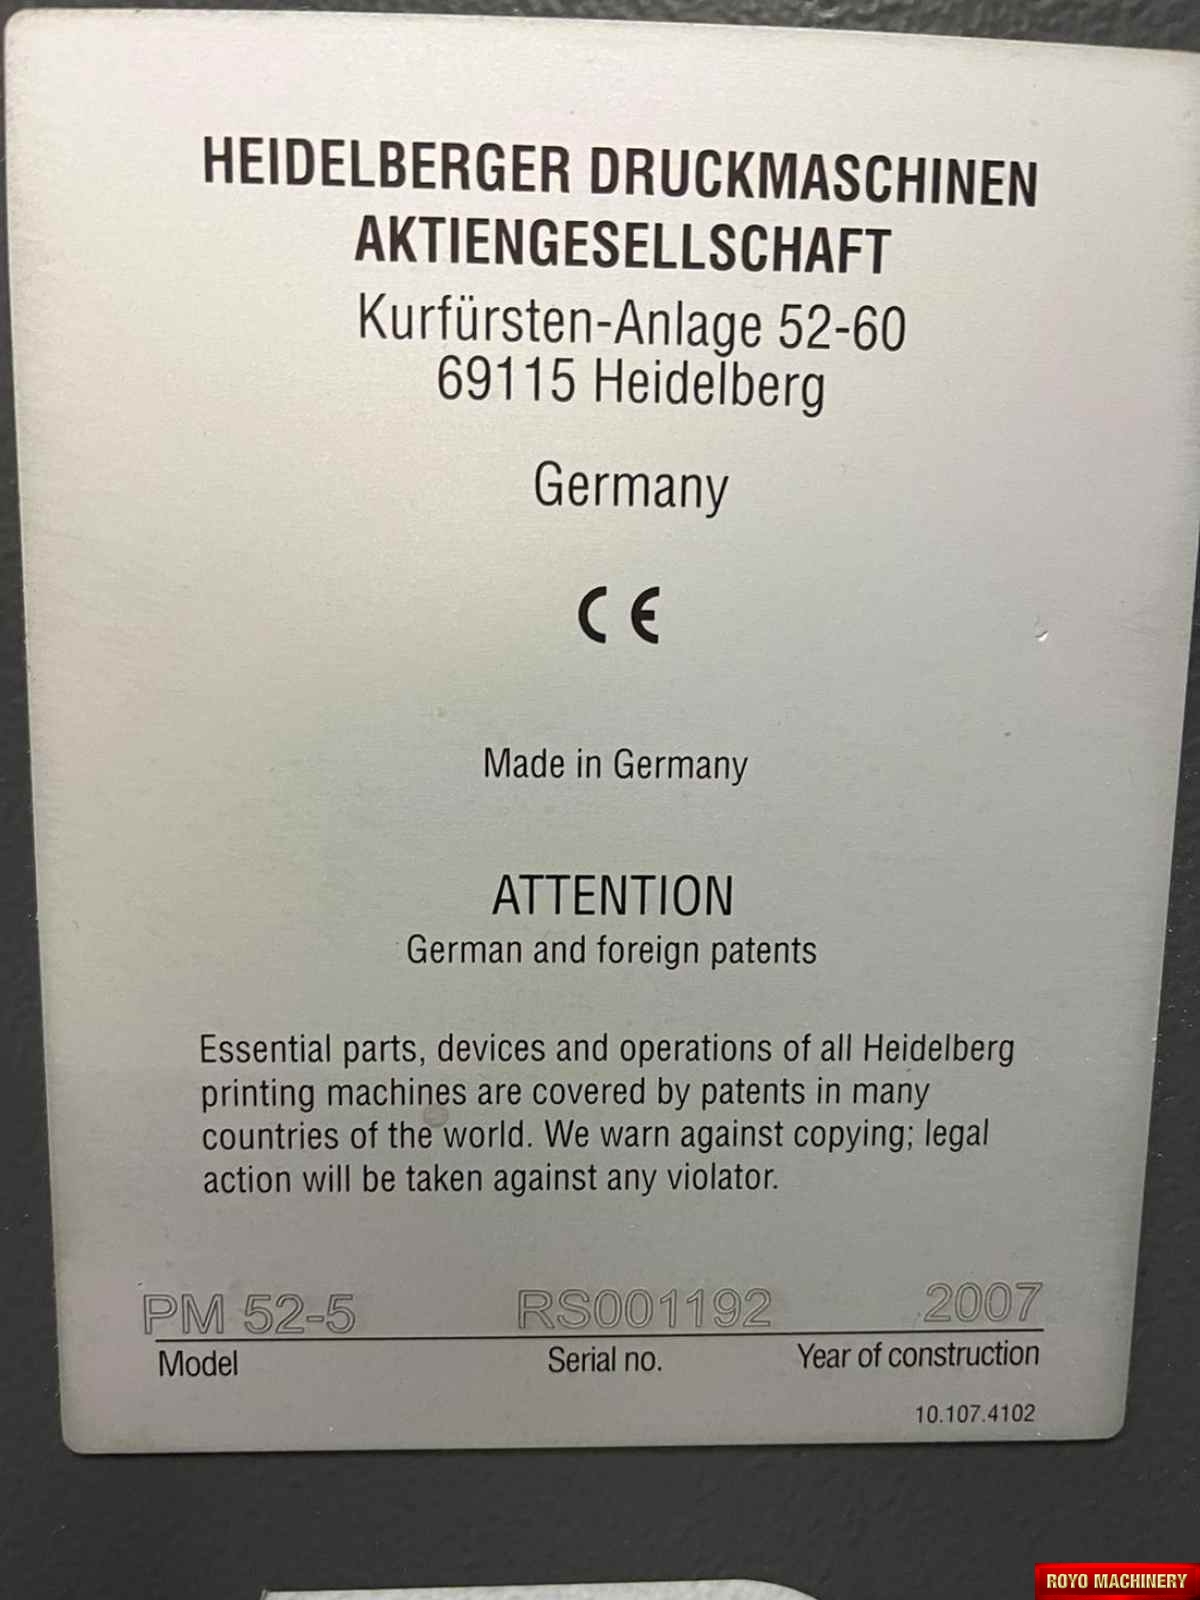 HEIDELBERGER DRUCKMASCHINEN
AKTIENGESELLSCHAFT
Kurfürsten-Anlage 52-60
69115 Heidelberg
Germany
CE
Made in Germany
ATTENTION
German and foreign patents
Essential parts, devices and operations of all Heidelberg
printing machines are covered by patents in many
countries of the world. We warn against copying; legal
action will be taken against any violator.
PM 52-5 RS001192 2007
Model Serial no. Year of construction
10.107.4102
ROYO MACHINERY